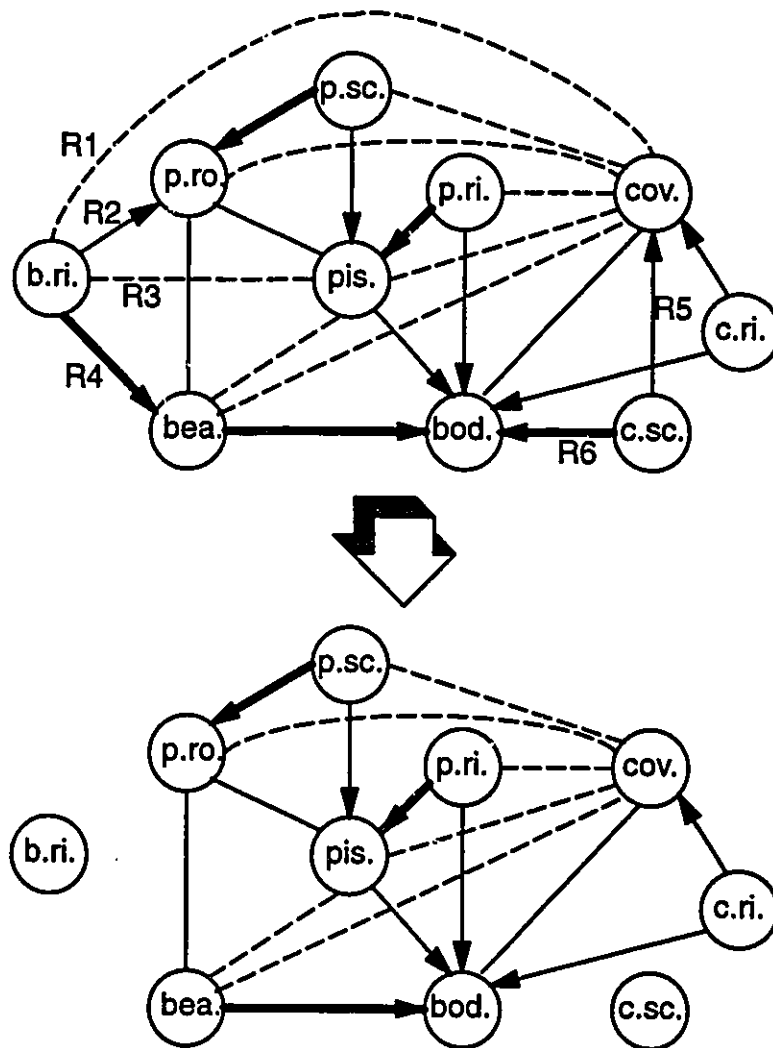 p.sc.
R1
p.ro.
p.ri.
cov.
R2
b.ri.
R3
pis.
R5
c.ri.
R4
bea.
bod.
c.sc.
R6
p.sc.
p.ro.
p.ri.
cov.
b.ri.
pis.
c.ri.
bea.
bod.
c.sc.